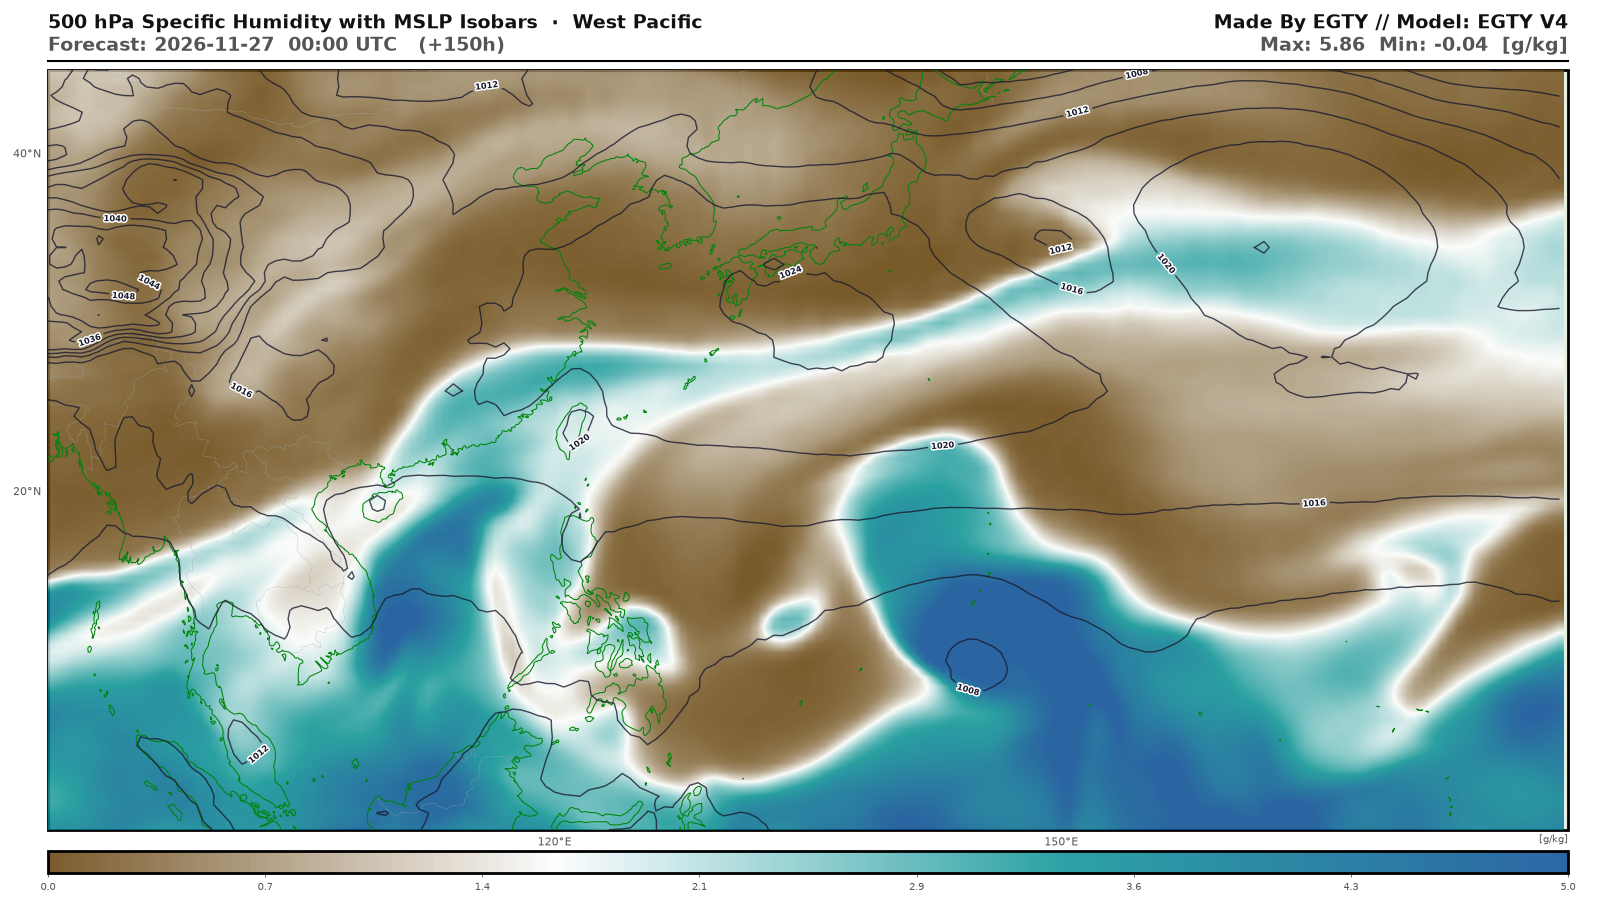 500 hPa Specific Humidity with MSLP Isobars · West Pacific
Made By EGTY // Model: EGTY V4
Forecast: 2026-11-27 00:00 UTC (+150h)
Max: 5.86 Min: -0.04 [g/kg]
1008
1012
1012
40°N
1040
1012
1020
1024
1044
1016
1048
1036
1016
1020
1020
20°N
1016
1008
1012
120°E
150°E
[g/kg]
0.0
0.7
1.4
2.1
2.9
3.6
4.3
5.0